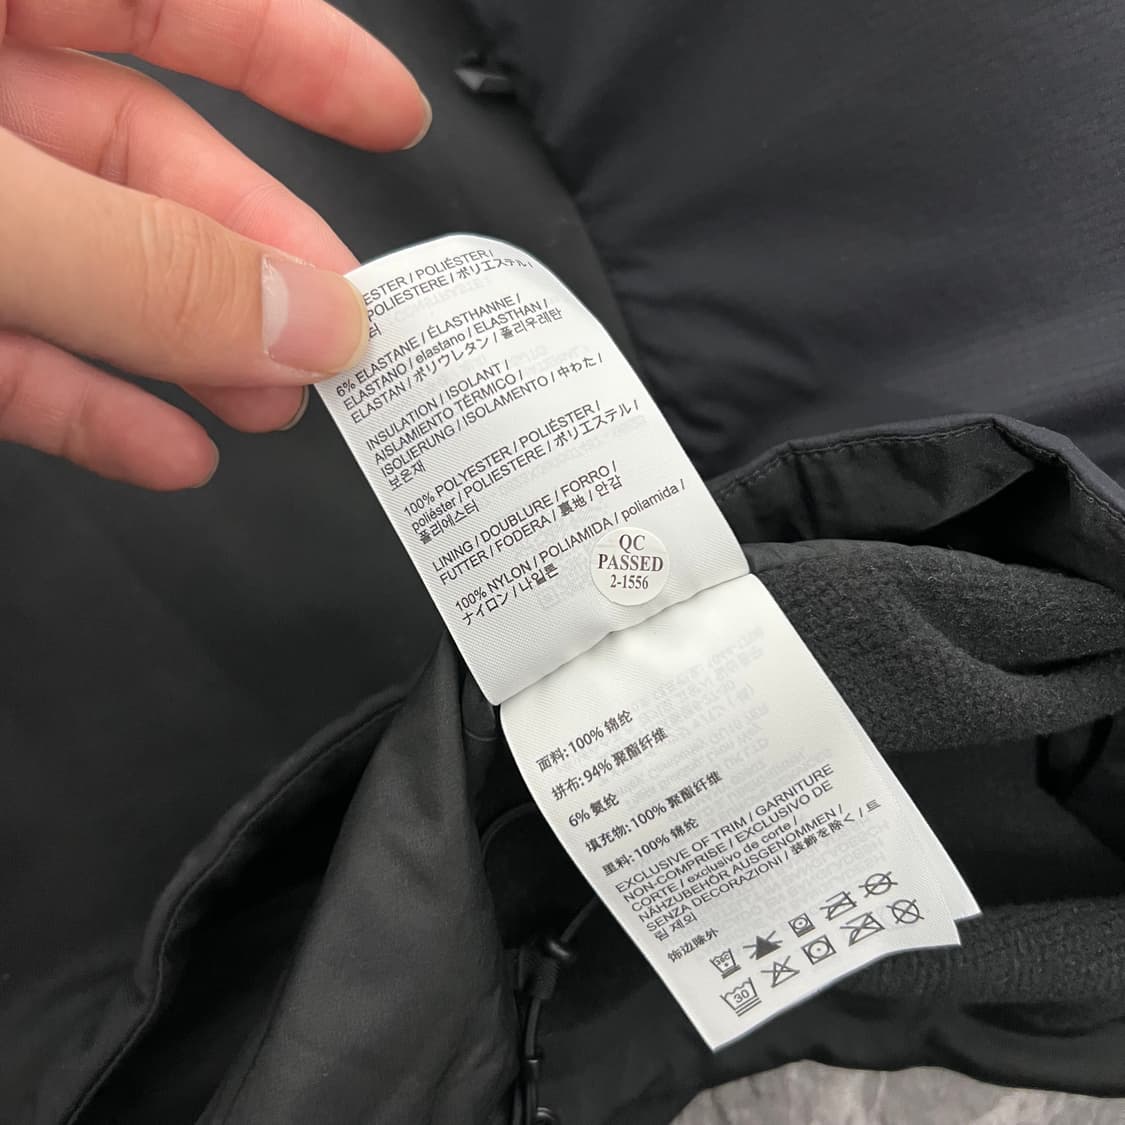 ESTER / POLIÉSTER /
POLIESTERE / ポリエステル /
터
6% ELASTANE / ÉLASTHANNE /
ELASTANO / elastano / ELASTHAN /
ELASTAN / ポリウレタン / 폴리우레탄
INSULATION / ISOLANT /
AISLAMIENTO TÉRMICO /
ISOLIERUNG / ISOLAMENTO / 中わた /
보온재
100% POLYESTER / POLIÉSTER /
poliéster / POLIESTERE / ポリエステル /
폴리에스터
LINING / DOUBLURE / FORRO /
FUTTER / FODERA / 裏地 / 안감
100% NYLON / POLIAMIDA / poliamida /
ナイロン / 나일론
QC
PASSED
2-1556
面料: 100% 锦纶
拼布: 94% 聚酯纤维
6% 氨纶
填充物: 100% 聚酯纤维
里料: 100% 锦纶
EXCLUSIVE OF TRIM / GARNITURE
NON-COMPRISE / EXCLUSIVO DE
CORTE / exclusivo de corte /
NÄHZUBEHÖR AUSGENOMMEN /
SENZA DECORAZIONI / 装飾を除く / 트
림 제외
饰边除外
30